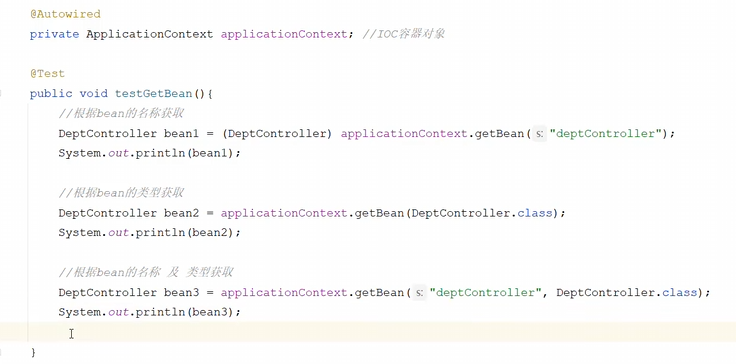 @Autowired
private ApplicationContext applicationContext; //IOC容器对象
@Test
public void testGetBean(){
//根据bean的名称获取
DeptController bean1 = (DeptController) applicationContext.getBean( s: "deptController");
System.out.println(bean1);
//根据bean的类型获取
DeptController bean2 = applicationContext.getBean(DeptController.class);
System.out.println(bean2);
//根据bean的名称 及 类型获取
DeptController bean3 = applicationContext.getBean( s: "deptController", DeptController.class);
System.out.println(bean3);
}